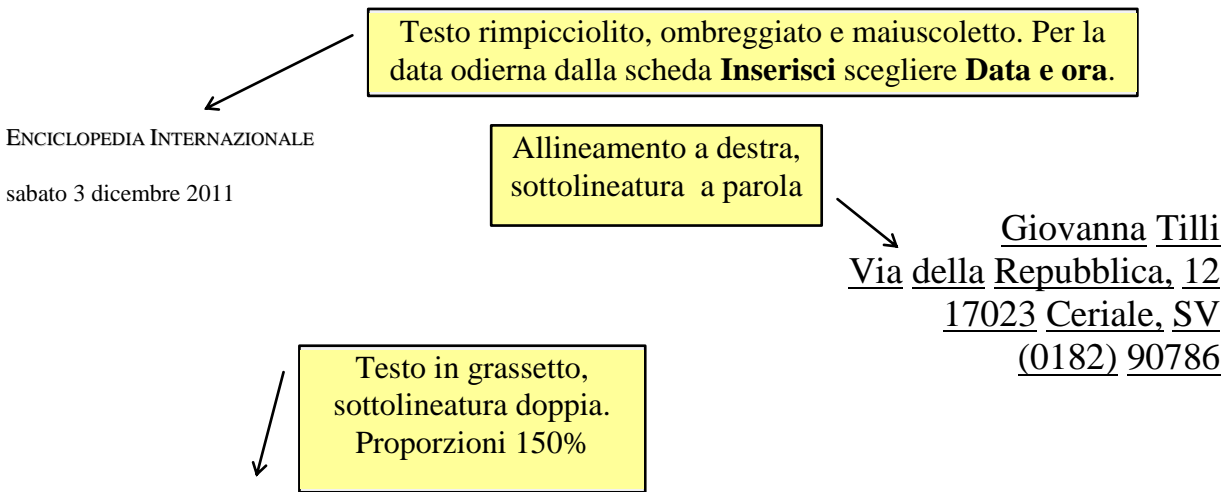 Testo rimpicciolito, ombreggiato e maiuscoletto. Per la
data odierna dalla scheda Inserisci scegliere Data e ora.
ENCICLOPEDIA INTERNAZIONALE
sabato 3 dicembre 2011
Allineamento a destra,
sottolineatura a parola
Giovanna Tilli
Via della Repubblica, 12
17023 Ceriale, SV
(0182) 90786
Testo in grassetto,
sottolineatura doppia.
Proporzioni 150%